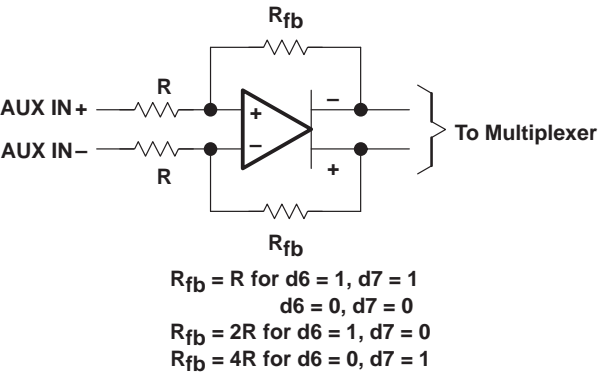 Rfb
R
AUX IN+
+
−
AUX IN−
−
+
To Multiplexer
R
Rfb
Rfb = R for d6 = 1, d7 = 1
d6 = 0, d7 = 0
Rfb = 2R for d6 = 1, d7 = 0
Rfb = 4R for d6 = 0, d7 = 1